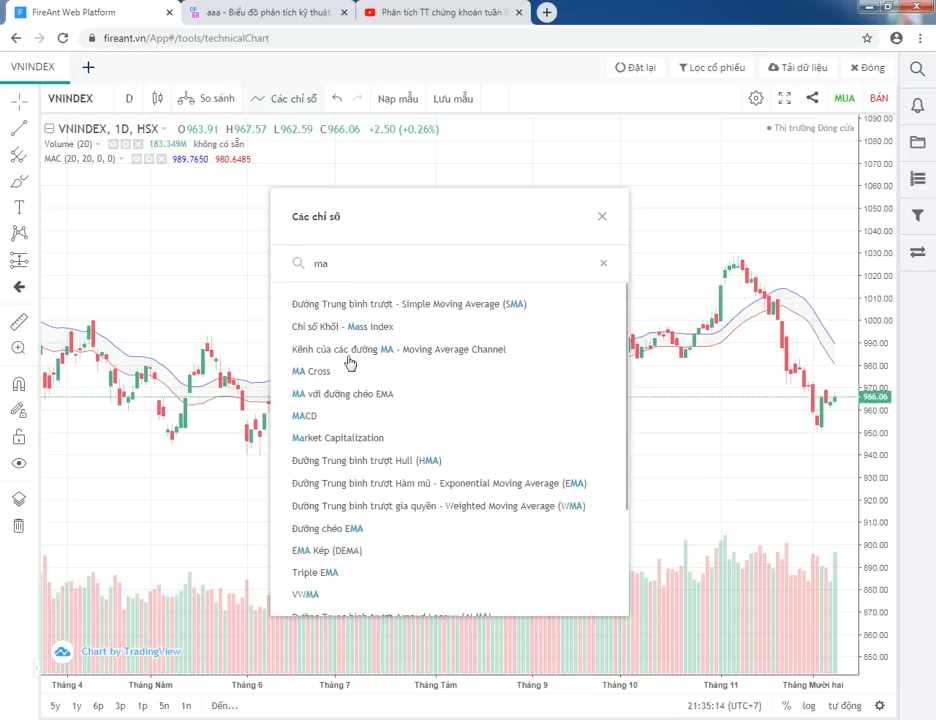 FireAnt Web Platform
aaa - Biểu đồ phân tích kỹ thuật
Phân tích TT chứng khoán tuần
fireant.vn/App#/tools/technicalChart
VNINDEX
Đặt lại
Lọc cổ phiếu
Tải dữ liệu
Đóng
VNINDEX
D
So sánh
Các chỉ số
Nạp mẫu
Lưu mẫu
MUA
BÁN
VNINDEX, 1D, HSX
O963.91 H967.57 L962.59 C966.06 +2.50 (+0.26%)
Thị trường Đóng cửa
Volume (20)
183.349M
không có sẵn
MAC (20, 20, 0, 0)
989.7650
980.6485
Các chỉ số
ma
Đường Trung bình trượt - Simple Moving Average (SMA)
Chỉ số Khối - Mass Index
Kênh của các đường MA - Moving Average Channel
MA Cross
MA với đường chéo EMA
MACD
Market Capitalization
Đường Trung bình trượt Hull (HMA)
Đường Trung bình trượt Hàm mũ - Exponential Moving Average (EMA)
Đường Trung bình trượt gia quyền - Weighted Moving Average (WMA)
Đường chéo EMA
EMA Kép (DEMA)
Triple EMA
VWMA
Đường Trung bình trượt Arnaud Legoux (ALMA)
1090.00
1080.00
1070.00
1060.00
1050.00
1040.00
1030.00
1020.00
1010.00
1000.00
990.00
980.00
970.00
966.06
960.00
950.00
940.00
930.00
920.00
910.00
900.00
890.00
880.00
870.00
860.00
850.00
Chart by TradingView
Tháng 4
Tháng Năm
Tháng 6
Tháng 7
Tháng Tám
Tháng 9
Tháng 10
Tháng 11
Tháng Mười hai
5y
1y
6p
3p
1p
5n
1n
Đến...
21:35:14 (UTC+7)
%
log
tự động